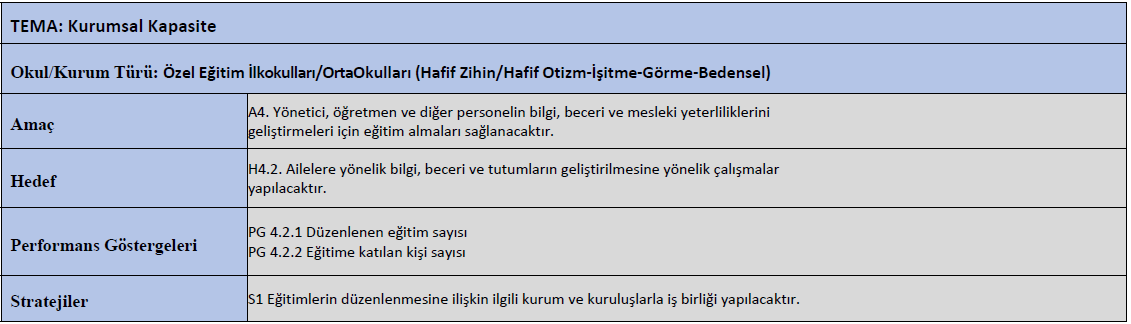 TEMA: Kurumsal Kapasite
Okul/Kurum Türü: Özel Eğitim İlkokulları/OrtaOkulları (Hafif Zihin/Hafif Otizm-İşitme-Görme-Bedensel)
Amaç
A4. Yönetici, öğretmen ve diğer personelin bilgi, beceri ve mesleki yeterliliklerini
geliştirmeleri için eğitim almaları sağlanacaktır.
Hedef
H4.2. Ailelere yönelik bilgi, beceri ve tutumların geliştirilmesine yönelik çalışmalar
yapılacaktır.
Performans Göstergeleri
PG 4.2.1 Düzenlenen eğitim sayısı
PG 4.2.2 Eğitime katılan kişi sayısı
Stratejiler
S1 Eğitimlerin düzenlenmesine ilişkin ilgili kurum ve kuruluşlarla iş birliği yapılacaktır.